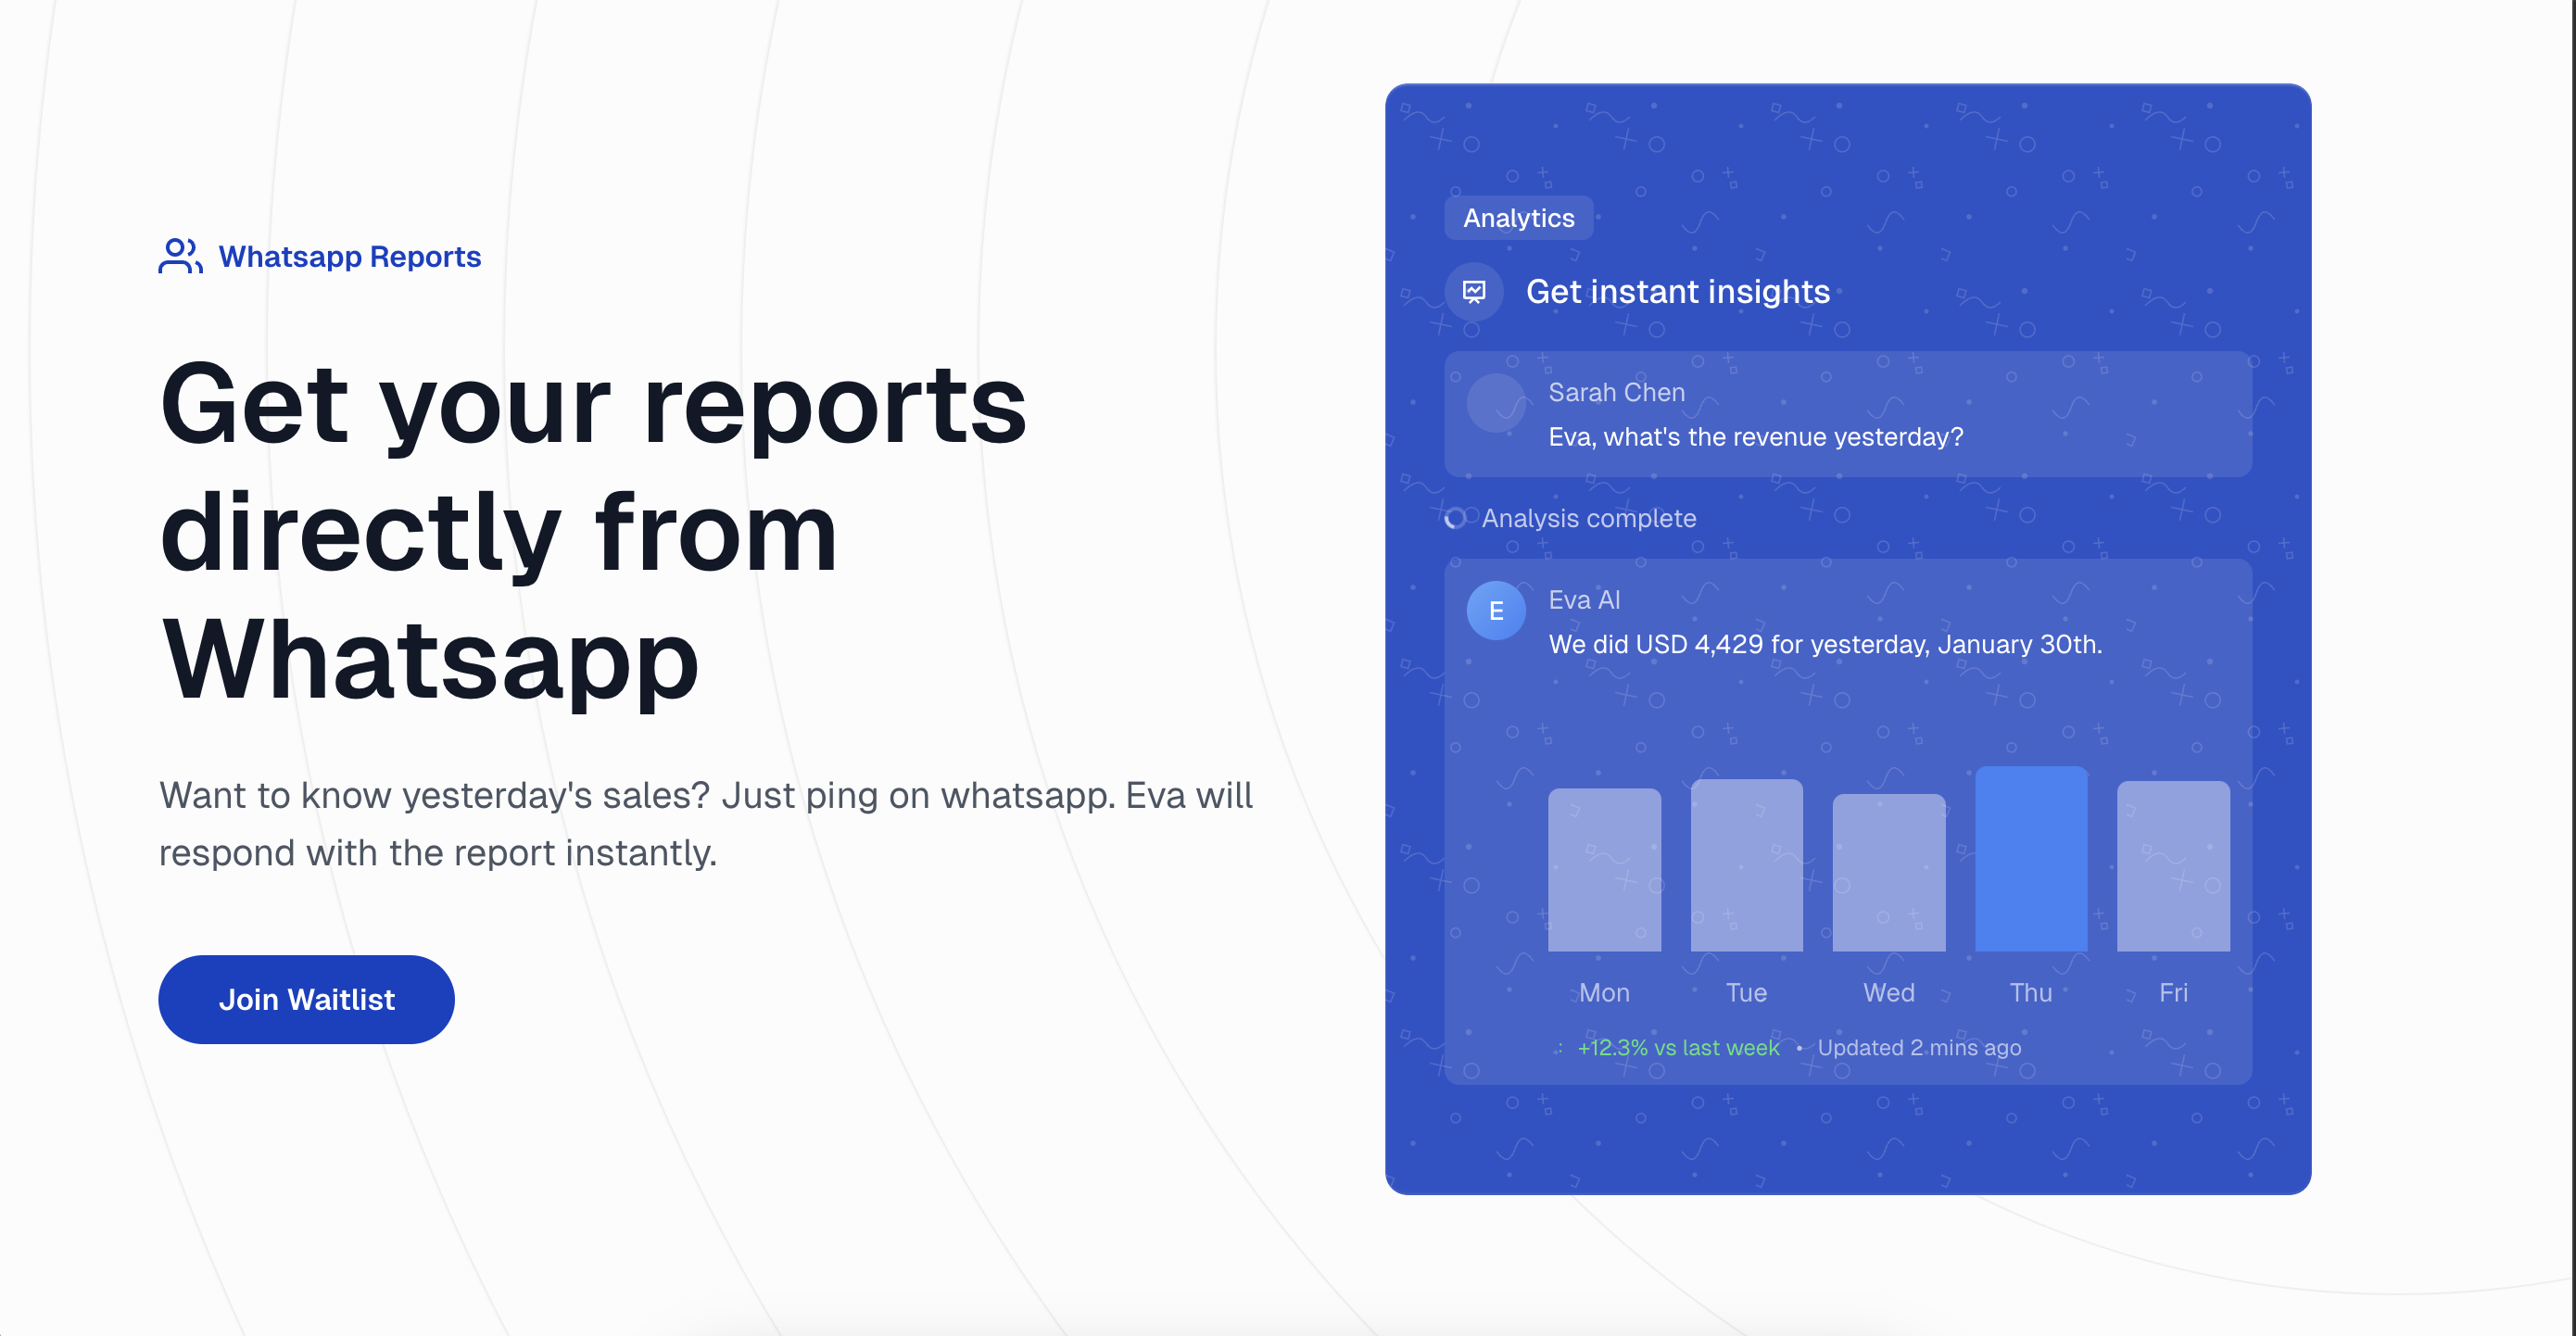 Whatsapp Reports
Get your reports
directly from
Whatsapp
Want to know yesterday's sales? Just ping on whatsapp. Eva will
respond with the report instantly.
Join Waitlist
Analytics
Get instant insights
Sarah Chen
Eva, what's the revenue yesterday?
Analysis complete
E
Eva AI
We did USD 4,429 for yesterday, January 30th.
Mon Tue Wed Thu Fri
+12.3% vs last week • Updated 2 mins ago